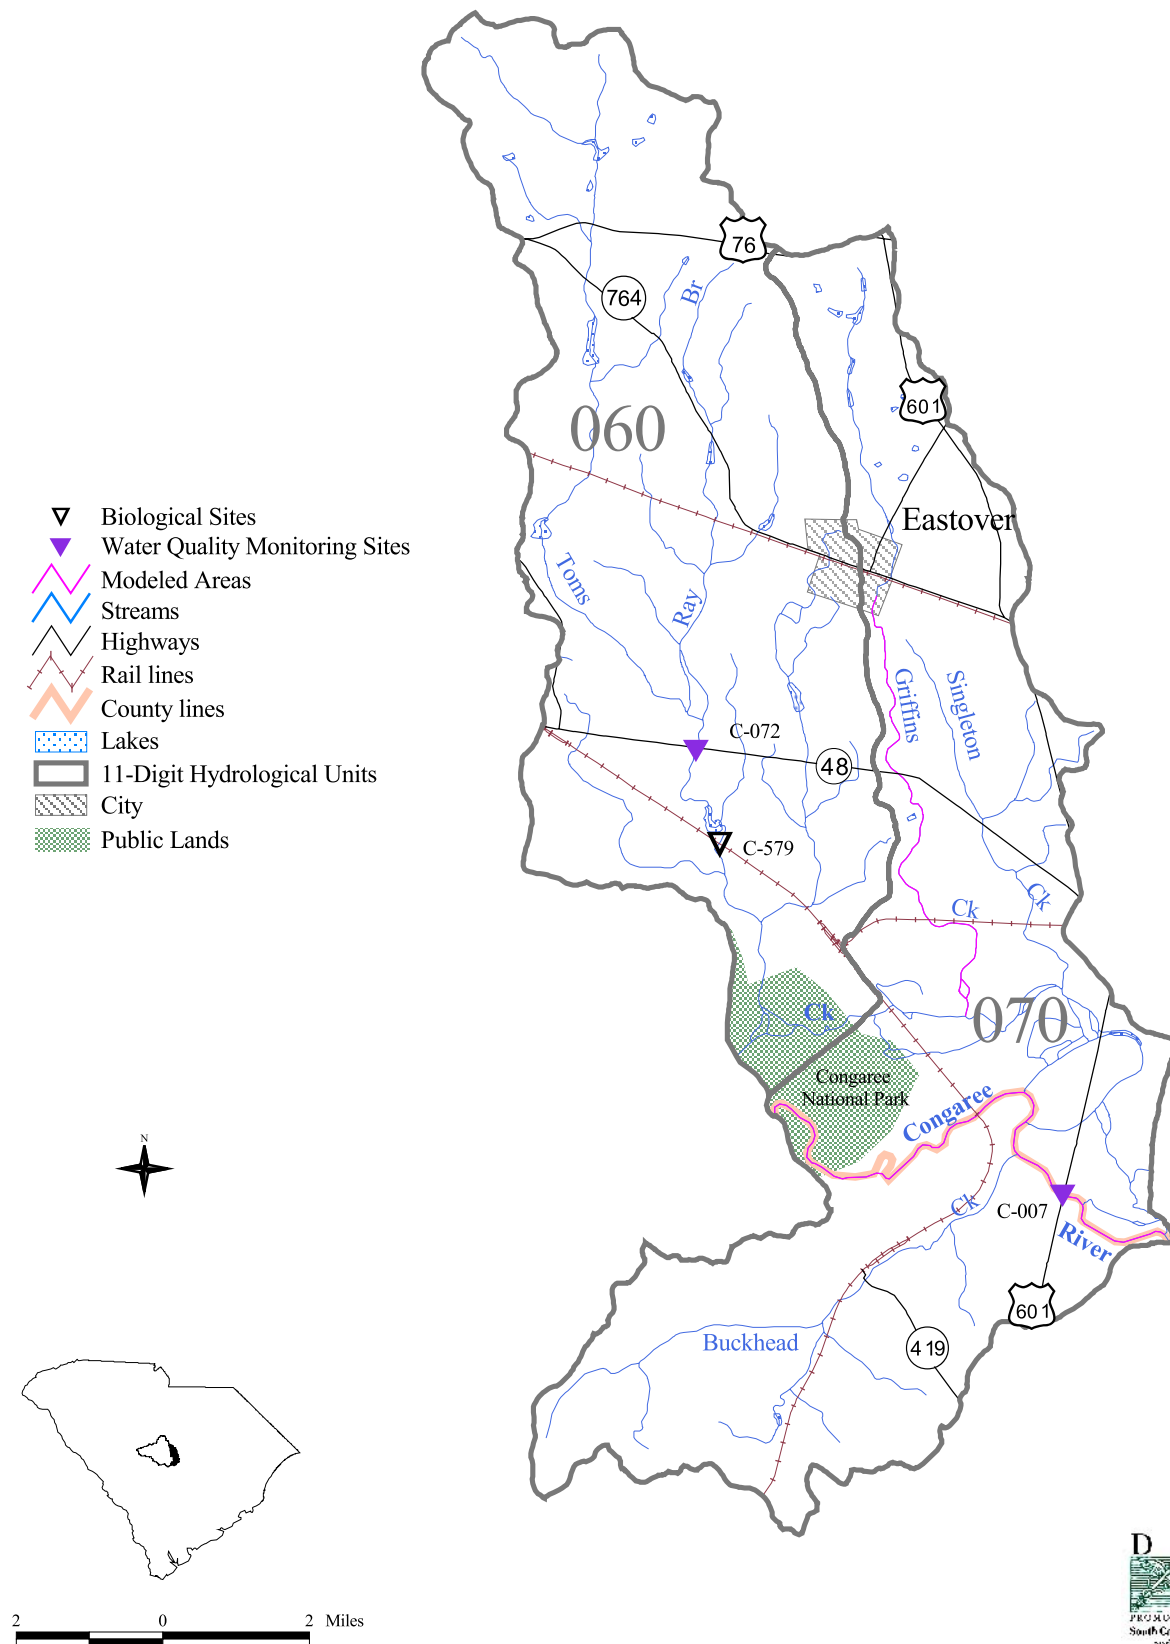 76
764
Br
601
060
Eastover
Biological Sites
Water Quality Monitoring Sites
Modeled Areas
Streams
Highways
Rail lines
County lines
Lakes
11-Digit Hydrological Units
City
Public Lands
Toms
Ray
Griffins
Singleton
C-072
48
C-579
Ck
Ck
Ck
070
Congaree
National Park
Congaree
N
Ck
C-007
River
601
Buckhead
419
D
PROMO
South C
2 0 2 Miles